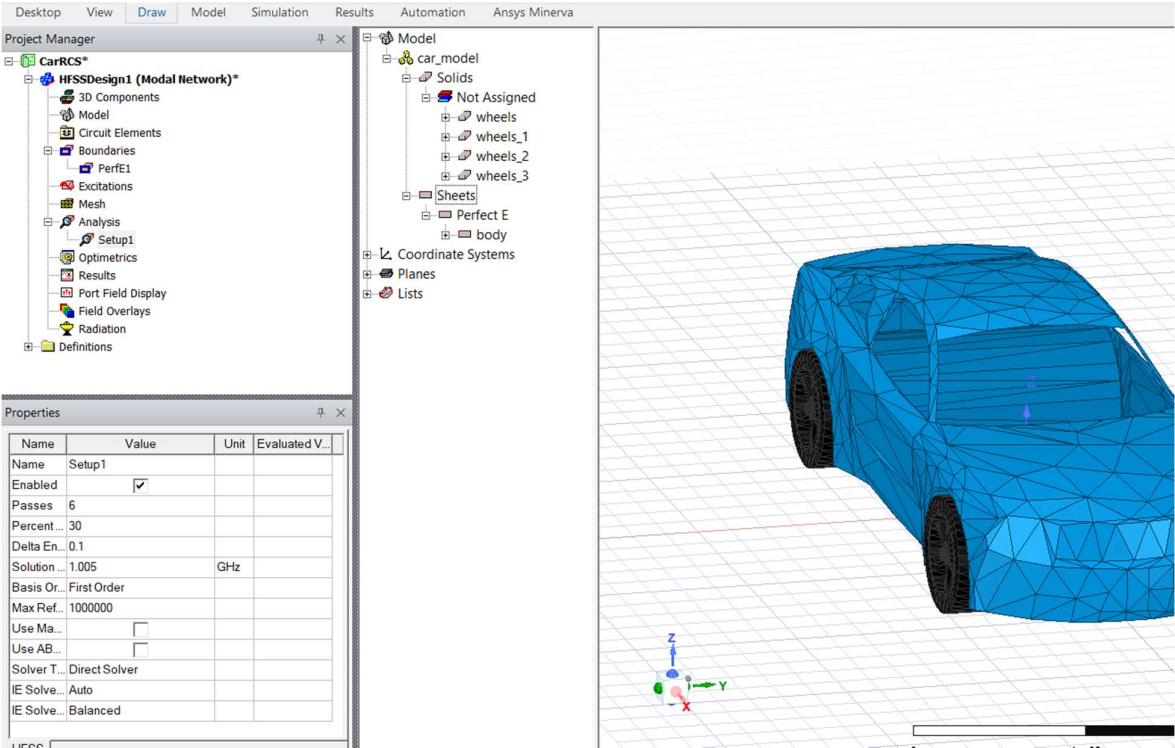 Desktop View Draw Model Simulation Results Automation Ansys Minerva
Project Manager
CarRCS*
HFSSDesign1 (Modal Network)*
3D Components
Model
Circuit Elements
Boundaries
PerfE1
Excitations
Mesh
Analysis
Setup1
Optimetrics
Results
Port Field Display
Field Overlays
Radiation
Definitions
Properties
Name Value Unit Evaluated V...
Name Setup1
Enabled
Passes 6
Percent ... 30
Delta En... 0.1
Solution ... 1.005 GHz
Basis Or... First Order
Max Ref... 1000000
Use Ma...
Use AB...
Solver T... Direct Solver
IE Solve... Auto
IE Solve... Balanced
HFSS
Model
car_model
Solids
Not Assigned
wheels
wheels_1
wheels_2
wheels_3
Sheets
Perfect E
body
Coordinate Systems
Planes
Lists
Z
Z
Y
X